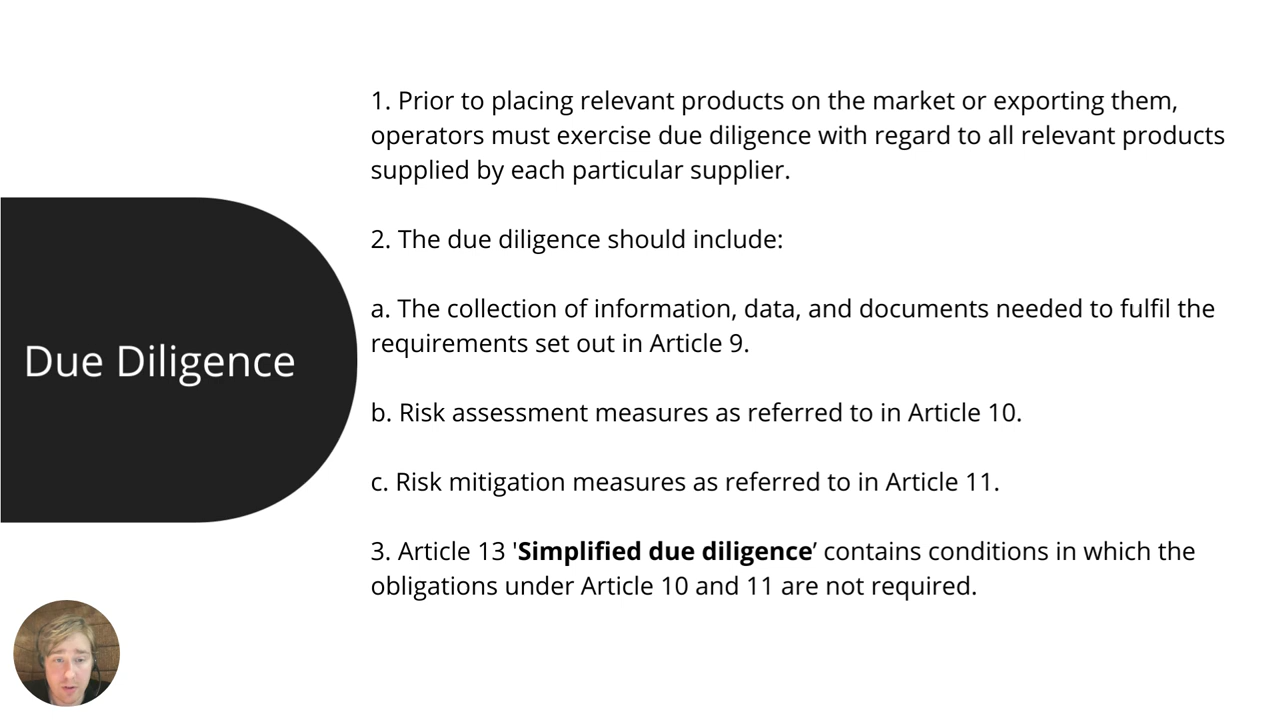 Due Diligence
1. Prior to placing relevant products on the market or exporting them,
operators must exercise due diligence with regard to all relevant products
supplied by each particular supplier.
2. The due diligence should include:
a. The collection of information, data, and documents needed to fulfil the
requirements set out in Article 9.
b. Risk assessment measures as referred to in Article 10.
c. Risk mitigation measures as referred to in Article 11.
3. Article 13 'Simplified due diligence’ contains conditions in which the
obligations under Article 10 and 11 are not required.